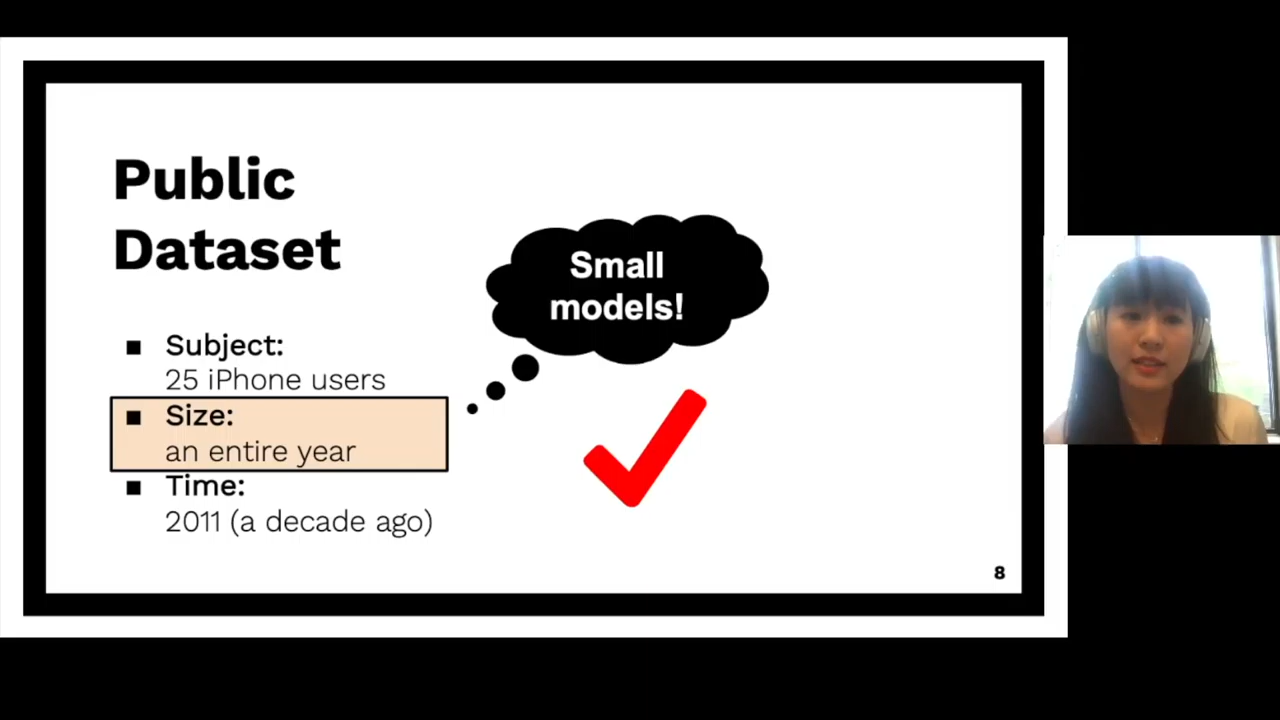 Public
Dataset
Small
models!
■ Subject:
25 iPhone users
■ Size:
an entire year
■ Time:
2011 (a decade ago)
8